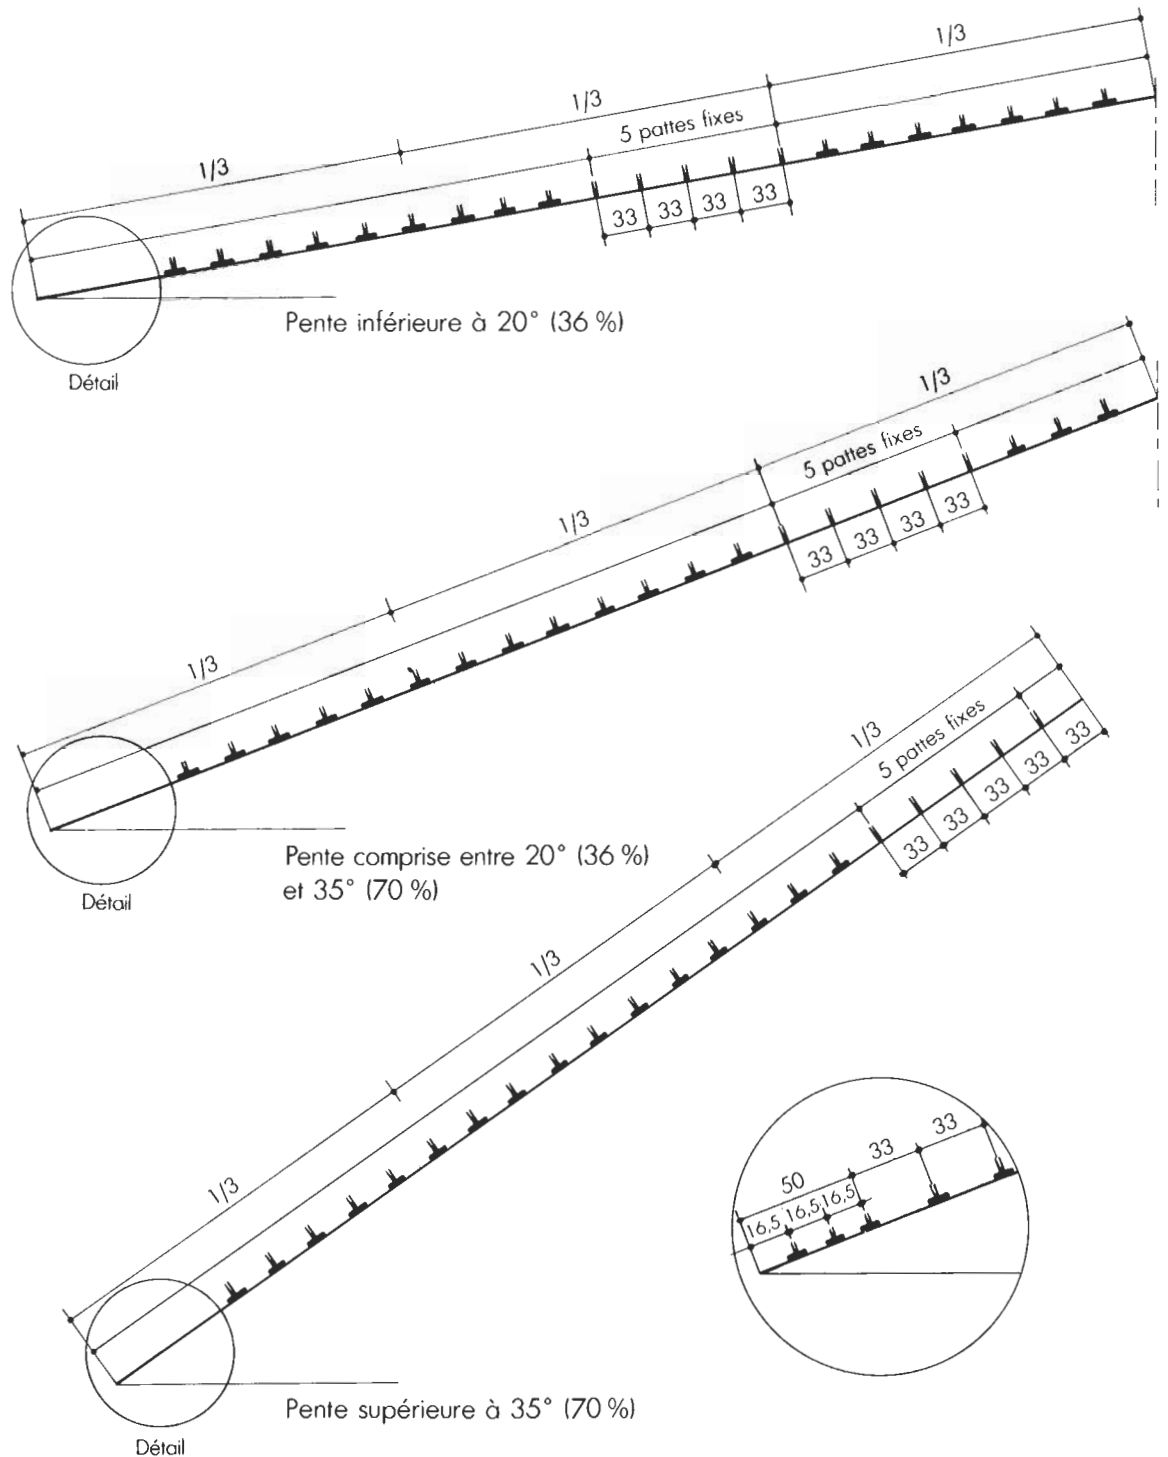 1/3
1/3
5 pattes fixes
1/3
33 33 33 33
Pente inférieure à 20° (36 %)
Détail
1/3
5 pattes fixes
1/3
33 33 33 33
1/3
Pente comprise entre 20° (36 %)
et 35° (70 %)
Détail
1/3
5 pattes fixes
33 33 33 33 33
1/3
1/3
Pente supérieure à 35° (70 %)
Détail
50 33 33
16,5 16,5 16,5